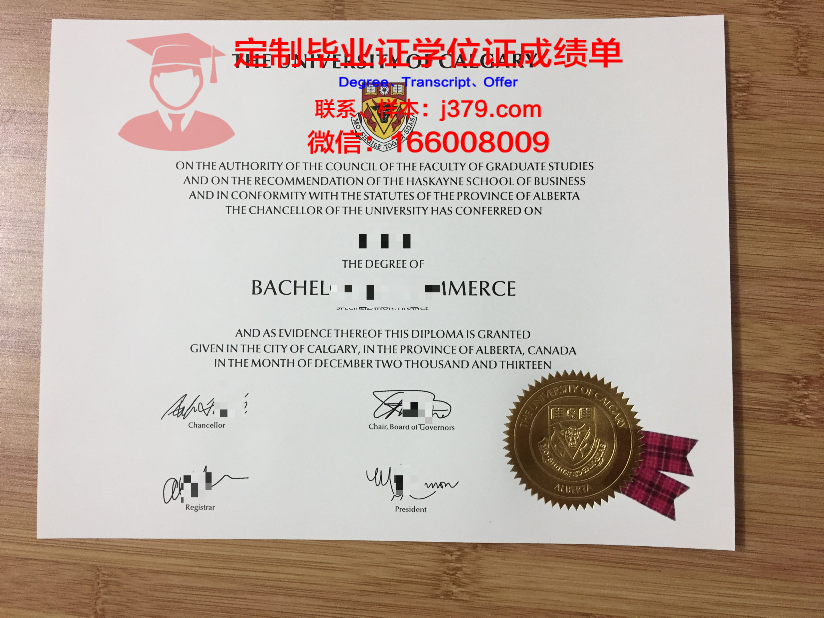 定制毕业证学位证成绩单
THE UNIVERSITY OF CALGARY
Degree、Transcript、Offer
联系、样本：j379.com
微信：166008009
ON THE AUTHORITY OF THE COUNCIL OF THE FACULTY OF GRADUATE STUDIES
AND ON THE RECOMMENDATION OF THE HASKAYNE SCHOOL OF BUSINESS
AND IN CONFORMITY WITH THE STATUTES OF THE PROVINCE OF ALBERTA
THE CHANCELLOR OF THE UNIVERSITY HAS CONFERRED ON
THE DEGREE OF
BACHEL MMERCE
AND AS EVIDENCE THEREOF THIS DIPLOMA IS GRANTED
GIVEN IN THE CITY OF CALGARY, IN THE PROVINCE OF ALBERTA, CANADA
IN THE MONTH OF DECEMBER TWO THOUSAND AND THIRTEEN
Chancellor
Chair, Board of Governors
Registrar
President
THE UNIVERSITY OF CALGARY
ALBERTA